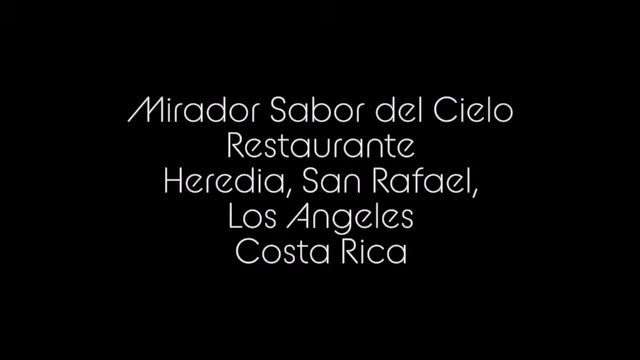 Mirador Sabor del Cielo
Restaurante
Heredia, San Rafael,
Los Angeles
Costa Rica